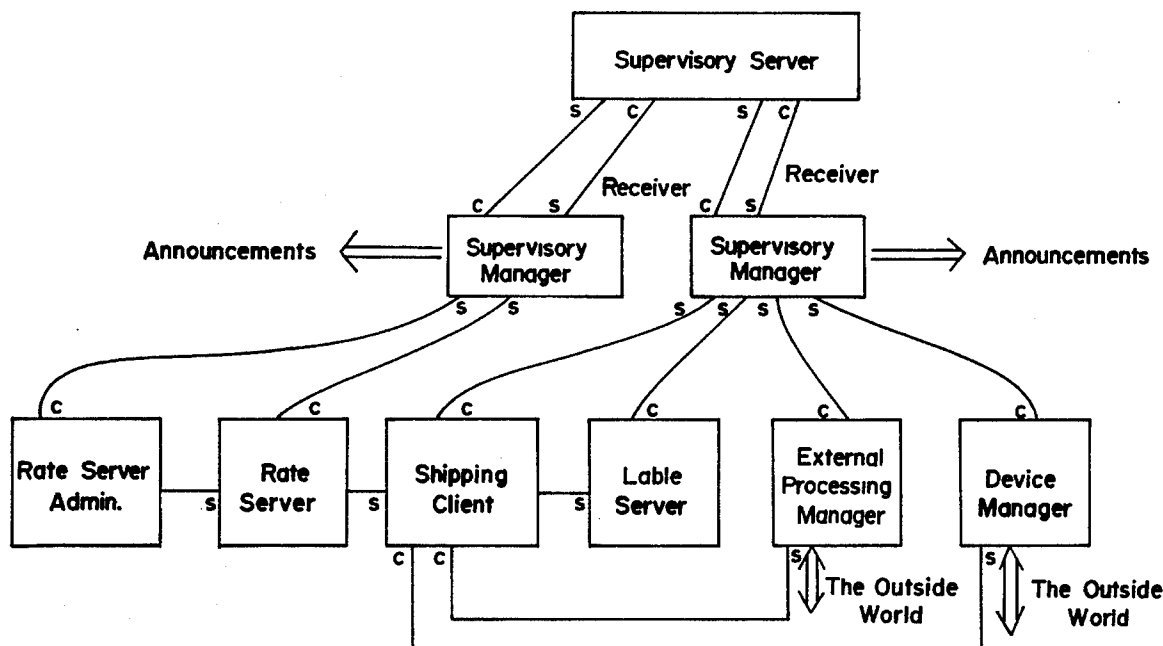 Supervisory Server
S C S C
Receiver
Receiver
C S C S
Announcements
Supervisory
Manager
Supervisory
Manager
Announcements
S S S S S S
C C C C C C
Rate Server
Admin.
S
Rate
Server
S
Shipping
Client
S
Lable
Server
External
Processing
Manager
Device
Manager
C C S S
The Outside
World
The Outside
World